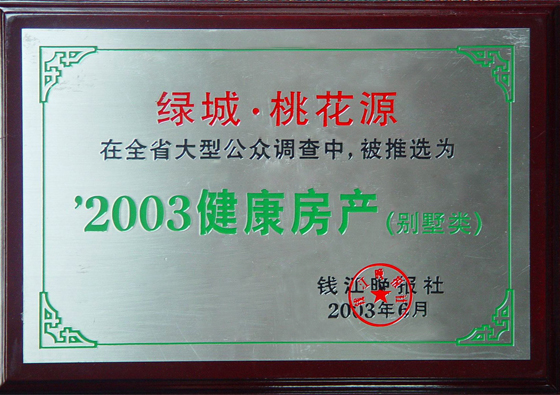 绿城·桃花源
在全省大型公众调查中,被推选为
'2003健康房产(别墅类)
钱江晚报社
2003年6月